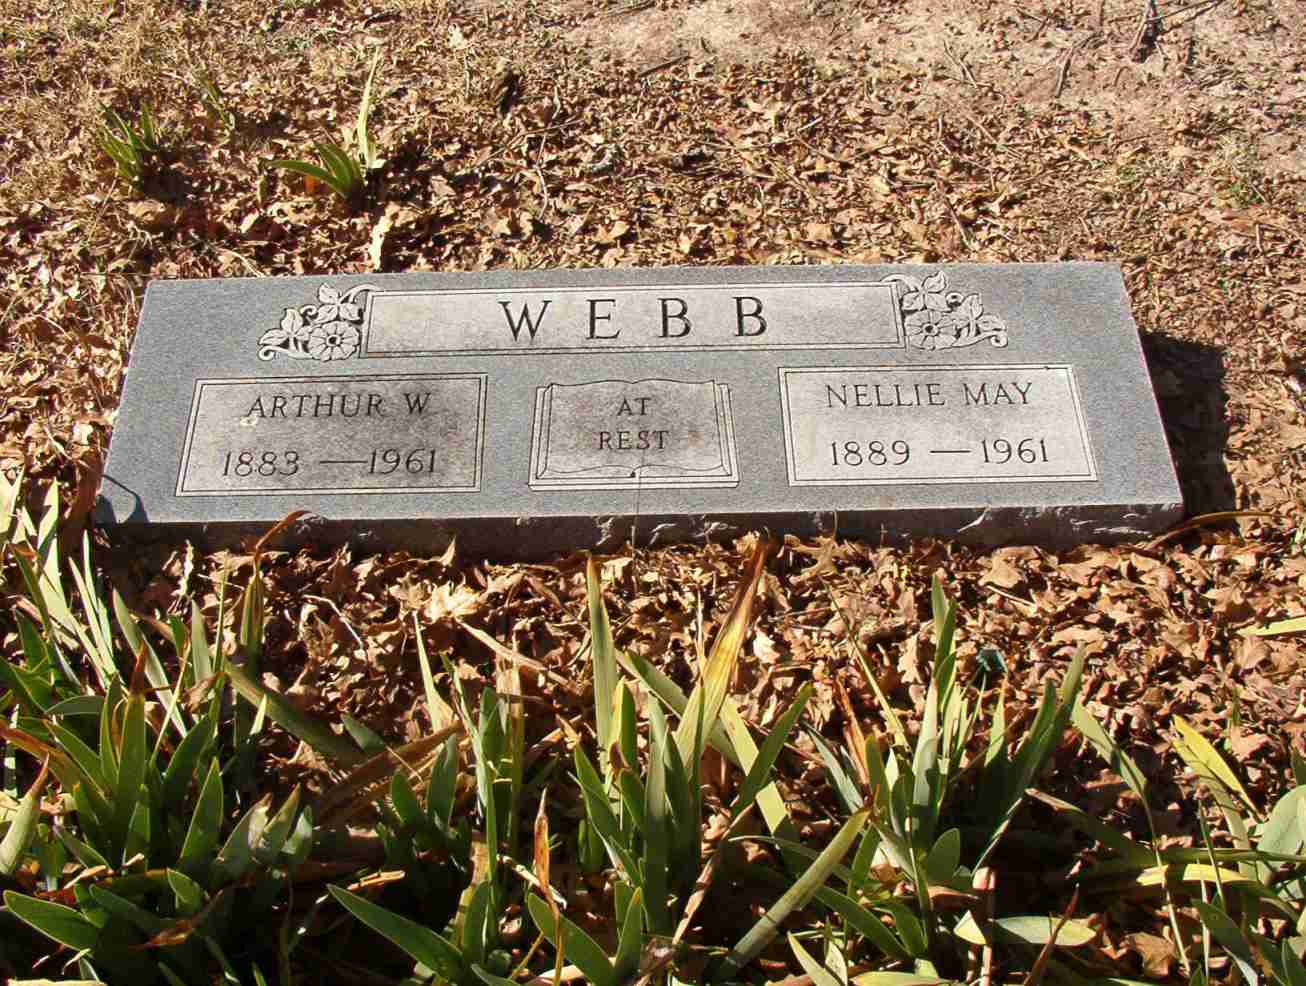 WEBB
ARTHUR W
1883 — 1961
AT
REST
NELLIE MAY
1889 — 1961